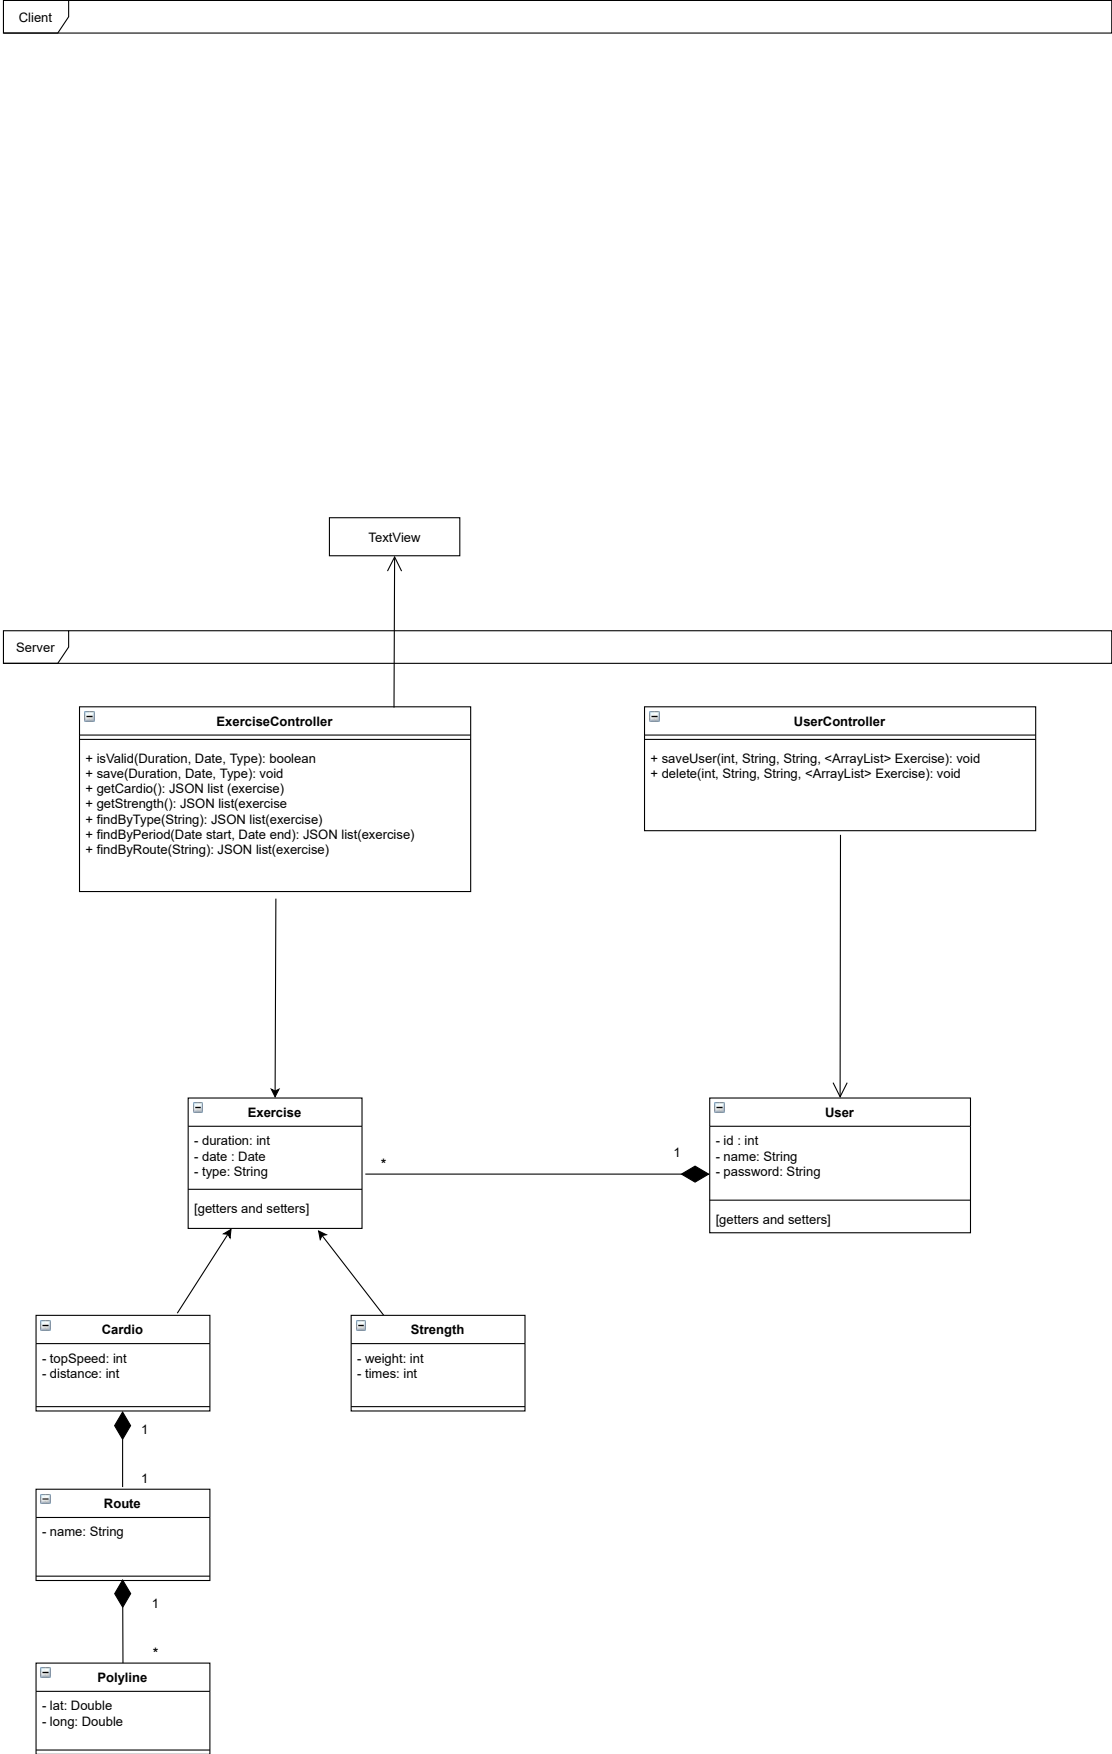 Client
TextView
Server
ExerciseController
+ isValid(Duration, Date, Type): boolean
+ save(Duration, Date, Type): void
+ getCardio(): JSON list (exercise)
+ getStrength(): JSON list(exercise
+ findByType(String): JSON list(exercise)
+ findByPeriod(Date start, Date end): JSON list(exercise)
+ findByRoute(String): JSON list(exercise)
UserController
+ saveUser(int, String, String, <ArrayList> Exercise): void
+ delete(int, String, String, <ArrayList> Exercise): void
Exercise
- duration: int
- date : Date
- type: String
[getters and setters]
*
1
User
- id : int
- name: String
- password: String
[getters and setters]
Cardio
- topSpeed: int
- distance: int
Strength
- weight: int
- times: int
1
1
Route
- name: String
1
*
Polyline
- lat: Double
- long: Double